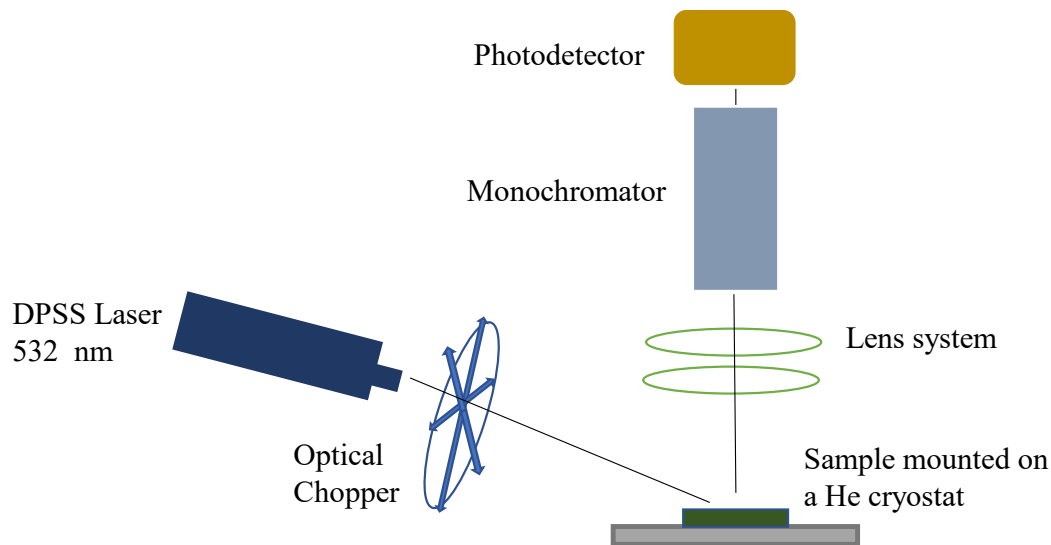 Photodetector
Monochromator
DPSS Laser
532 nm
Lens system
Optical
Chopper
Sample mounted on
a He cryostat